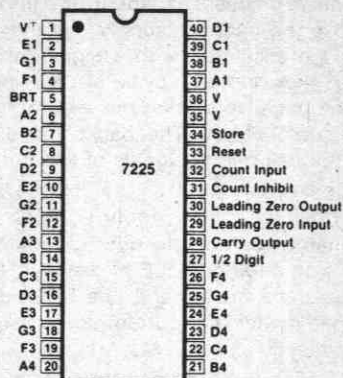 V+ 1
E1 2
G1 3
F1 4
BRT 5
A2 6
B2 7
C2 8
D2 9
E2 10
G2 11
F2 12
A3 13
B3 14
C3 15
D3 16
E3 17
G3 18
F3 19
A4 20
7225
40 D1
39 C1
38 B1
37 A1
36 V
35 V
34 Store
33 Reset
32 Count Input
31 Count Inhibit
30 Leading Zero Output
29 Leading Zero Input
28 Carry Output
27 1/2 Digit
26 F4
25 G4
24 E4
23 D4
22 C4
21 B4